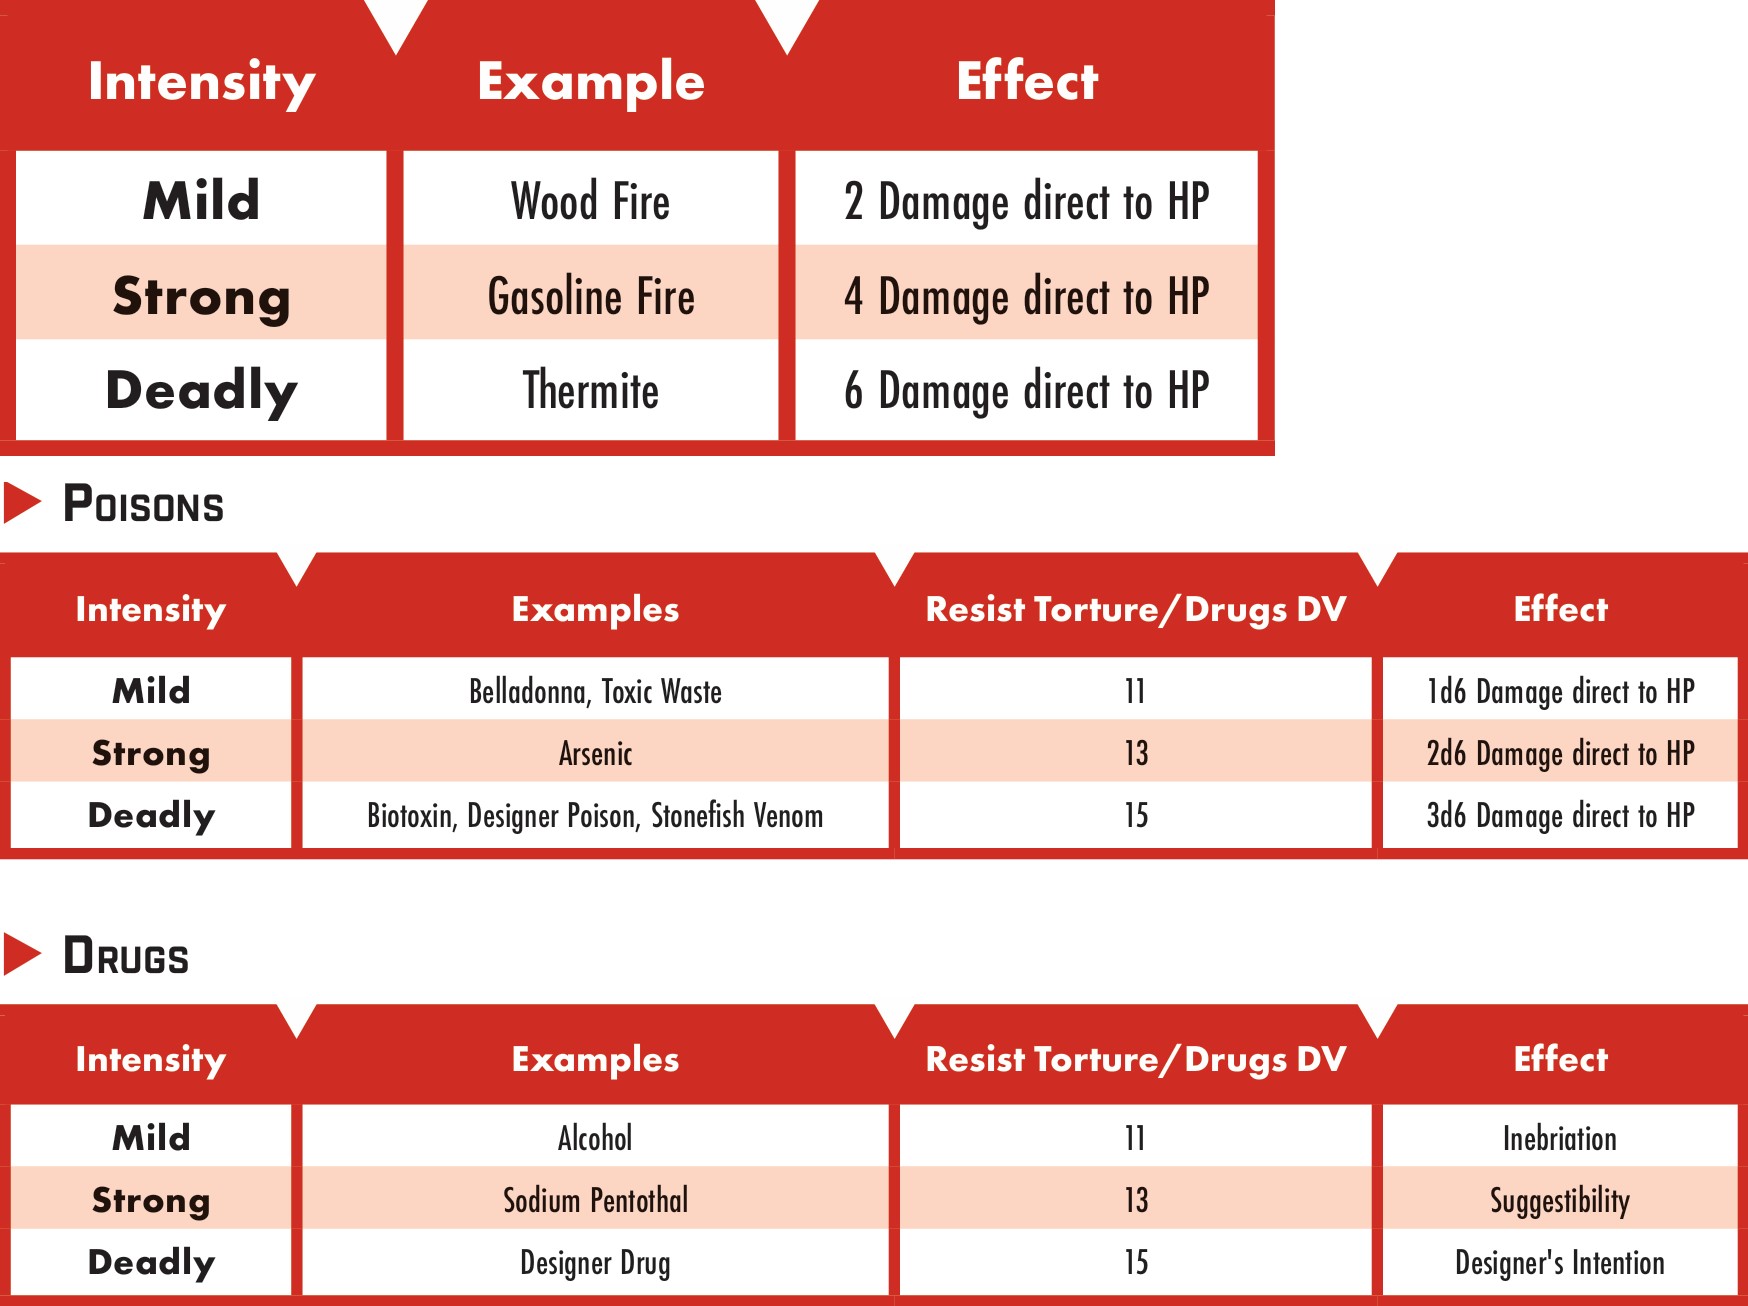 Intensity Example Effect
Mild Wood Fire 2 Damage direct to HP
Strong Gasoline Fire 4 Damage direct to HP
Deadly Thermite 6 Damage direct to HP
Poisons
Intensity Examples Resist Torture/Drugs DV Effect
Mild Belladonna, Toxic Waste 11 1d6 Damage direct to HP
Strong Arsenic 13 2d6 Damage direct to HP
Deadly Biotoxin, Designer Poison, Stonefish Venom 15 3d6 Damage direct to HP
Drugs
Intensity Examples Resist Torture/Drugs DV Effect
Mild Alcohol 11 Inebriation
Strong Sodium Pentothal 13 Suggestibility
Deadly Designer Drug 15 Designer's Intention